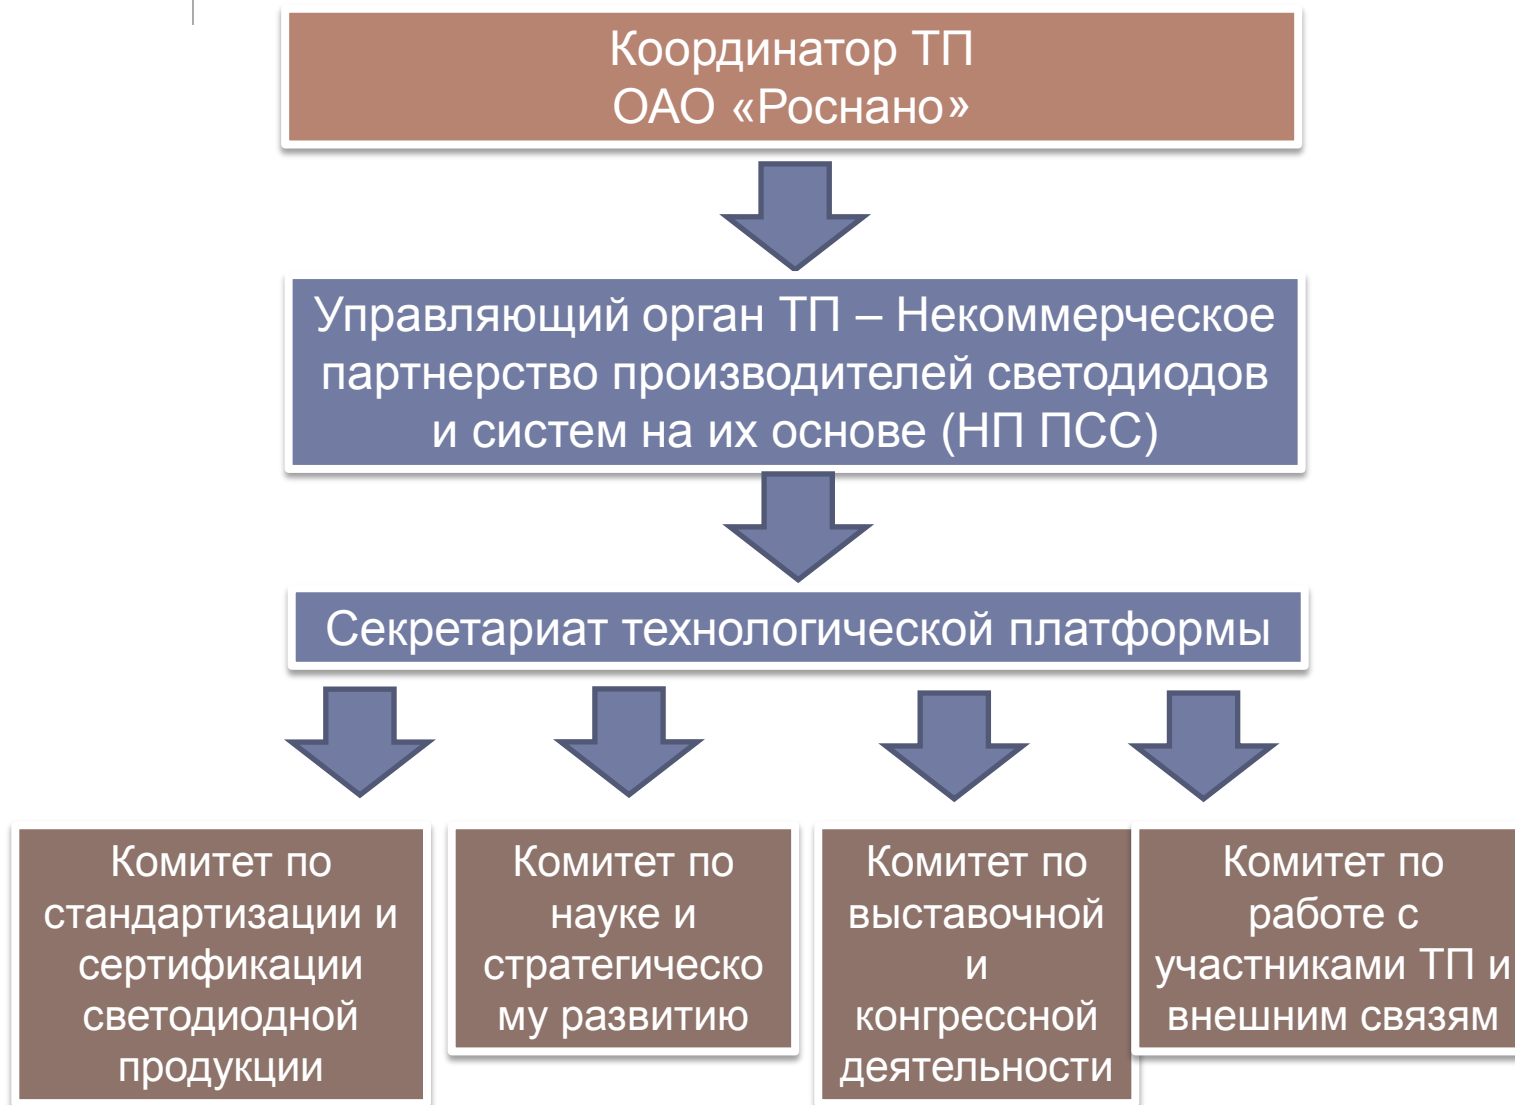 Координатор ТП
ОАО «Роснано»
Управляющий орган ТП – Некоммерческое
партнерство производителей светодиодов
и систем на их основе (НП ПСС)
Секретариат технологической платформы
Комитет по
стандартизации и
сертификации
светодиодной
продукции
Комитет по
науке и
стратегическо
му развитию
Комитет по
выставочной
и
конгрессной
деятельности
Комитет по
работе с
участниками ТП и
внешним связям